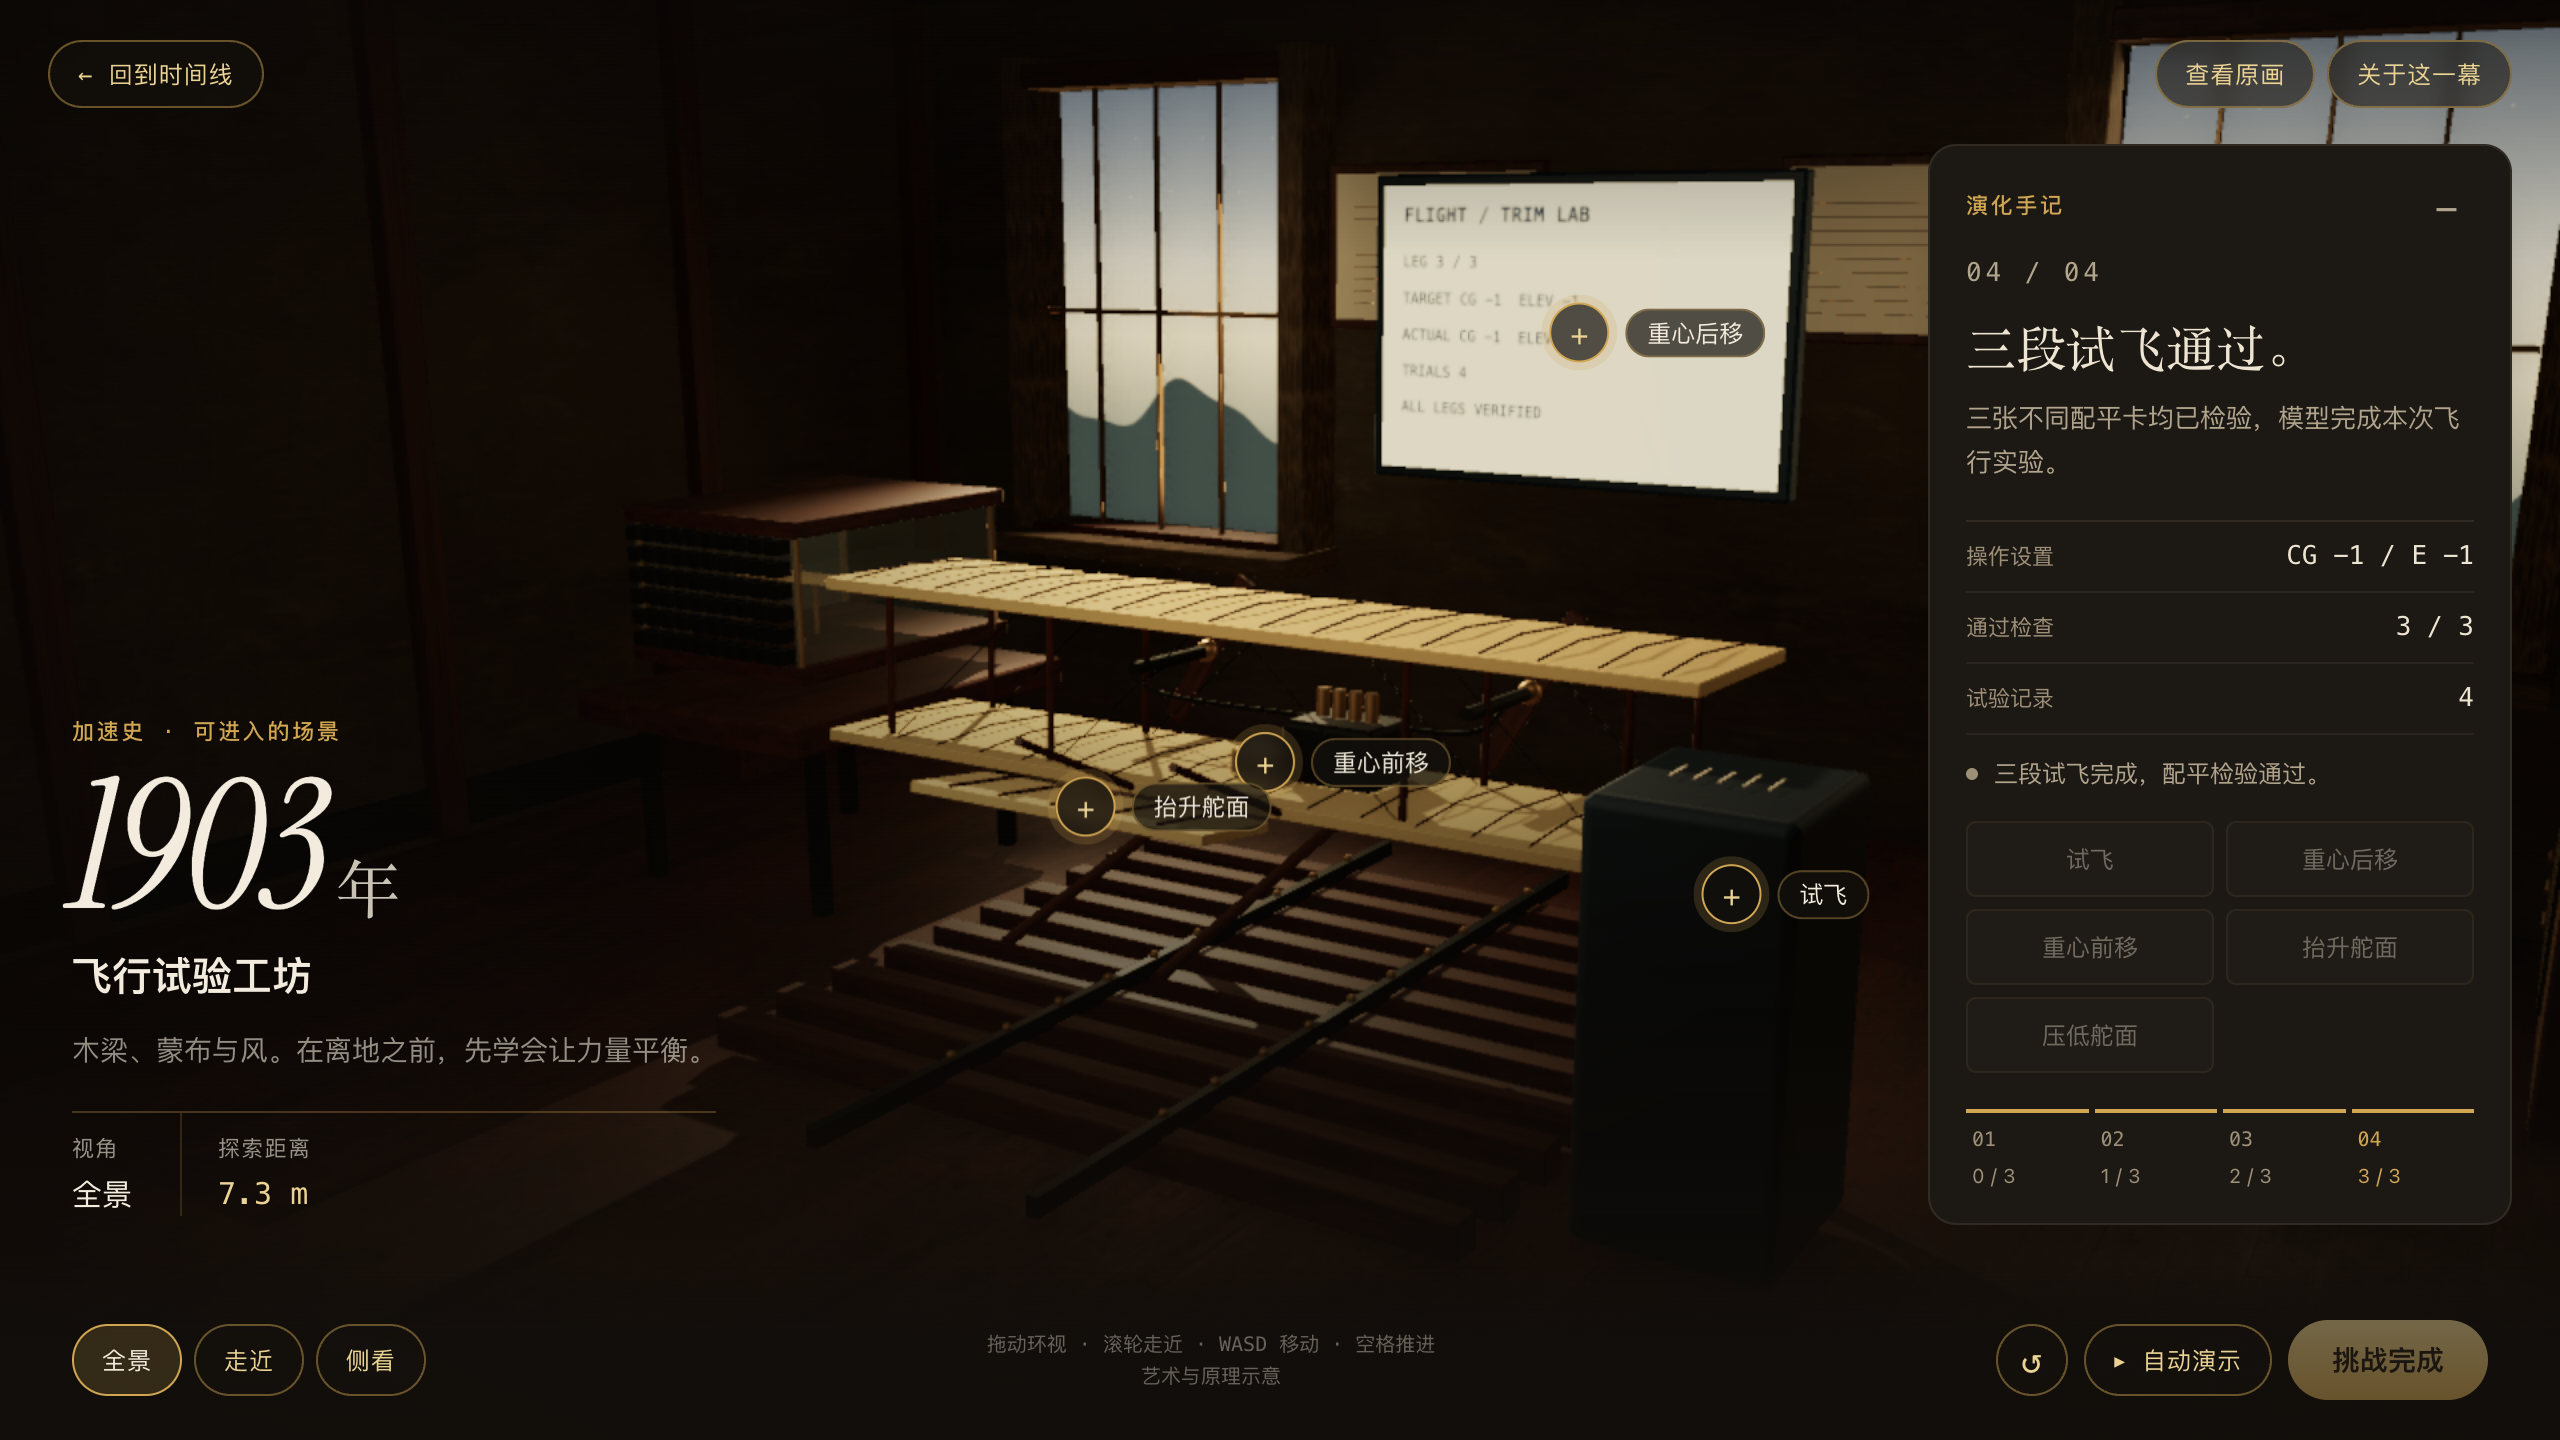 ← 回到时间线
查看原画
关于这一幕
FLIGHT / TRIM LAB
LEG 3 / 3
TARGET CG −1 ELEV −1
ACTUAL CG −1 ELEV
TRIALS 4
ALL LEGS VERIFIED
+ 重心后移
+ 重心前移
+ 抬升舵面
+ 试飞
演化手记
04 / 04
三段试飞通过。
三张不同配平卡均已检验，模型完成本次飞
行实验。
操作设置 CG −1 / E −1
通过检查 3 / 3
试验记录 4
三段试飞完成，配平检验通过。
试飞 重心后移
重心前移 抬升舵面
压低舵面
01 02 03 04
0 / 3 1 / 3 2 / 3 3 / 3
加速史 · 可进入的场景
1903 年
飞行试验工坊
木梁、蒙布与风。在离地之前，先学会让力量平衡。
视角 探索距离
全景 7.3 m
全景 走近 侧看
拖动环视 · 滚轮走近 · WASD 移动 · 空格推进
艺术与原理示意
↺ ▸ 自动演示 挑战完成